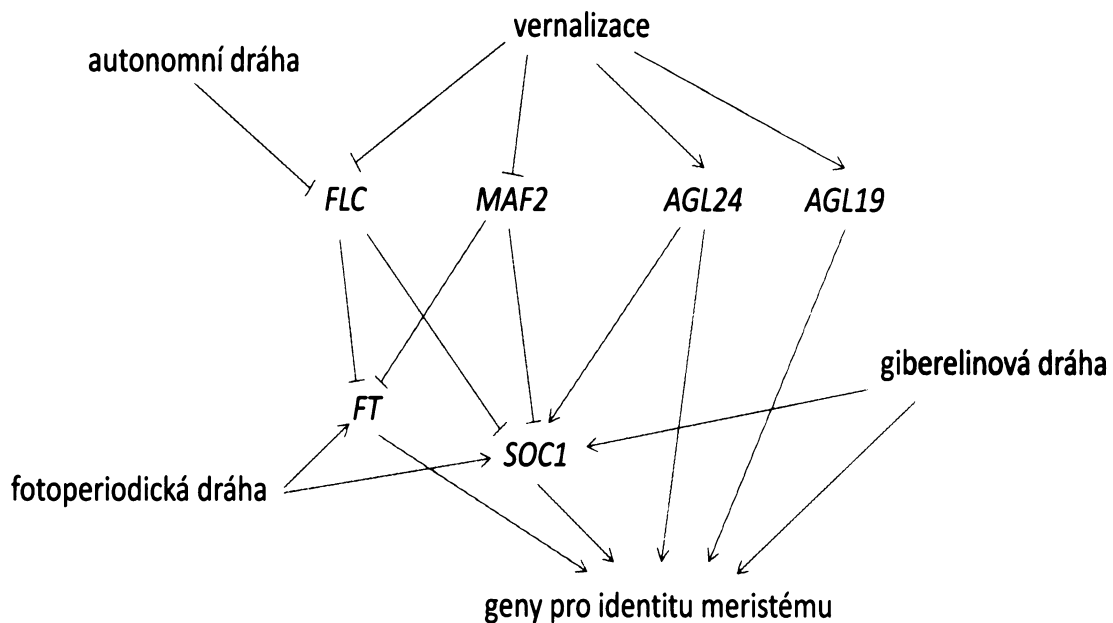 vernalizace
autonomní dráha
FLC
MAF2
AGL24
AGL19
giberelinová dráha
FT
SOC1
fotoperiodická dráha
geny pro identitu meristému